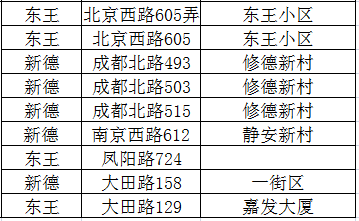 东王 北京西路605弄 东王小区
东王 北京西路605 东王小区
新德 成都北路493 修德新村
新德 成都北路503 修德新村
新德 成都北路515 修德新村
新德 南京西路612 静安新村
东王 凤阳路724
新德 大田路158 一街区
东王 大田路129 嘉发大厦